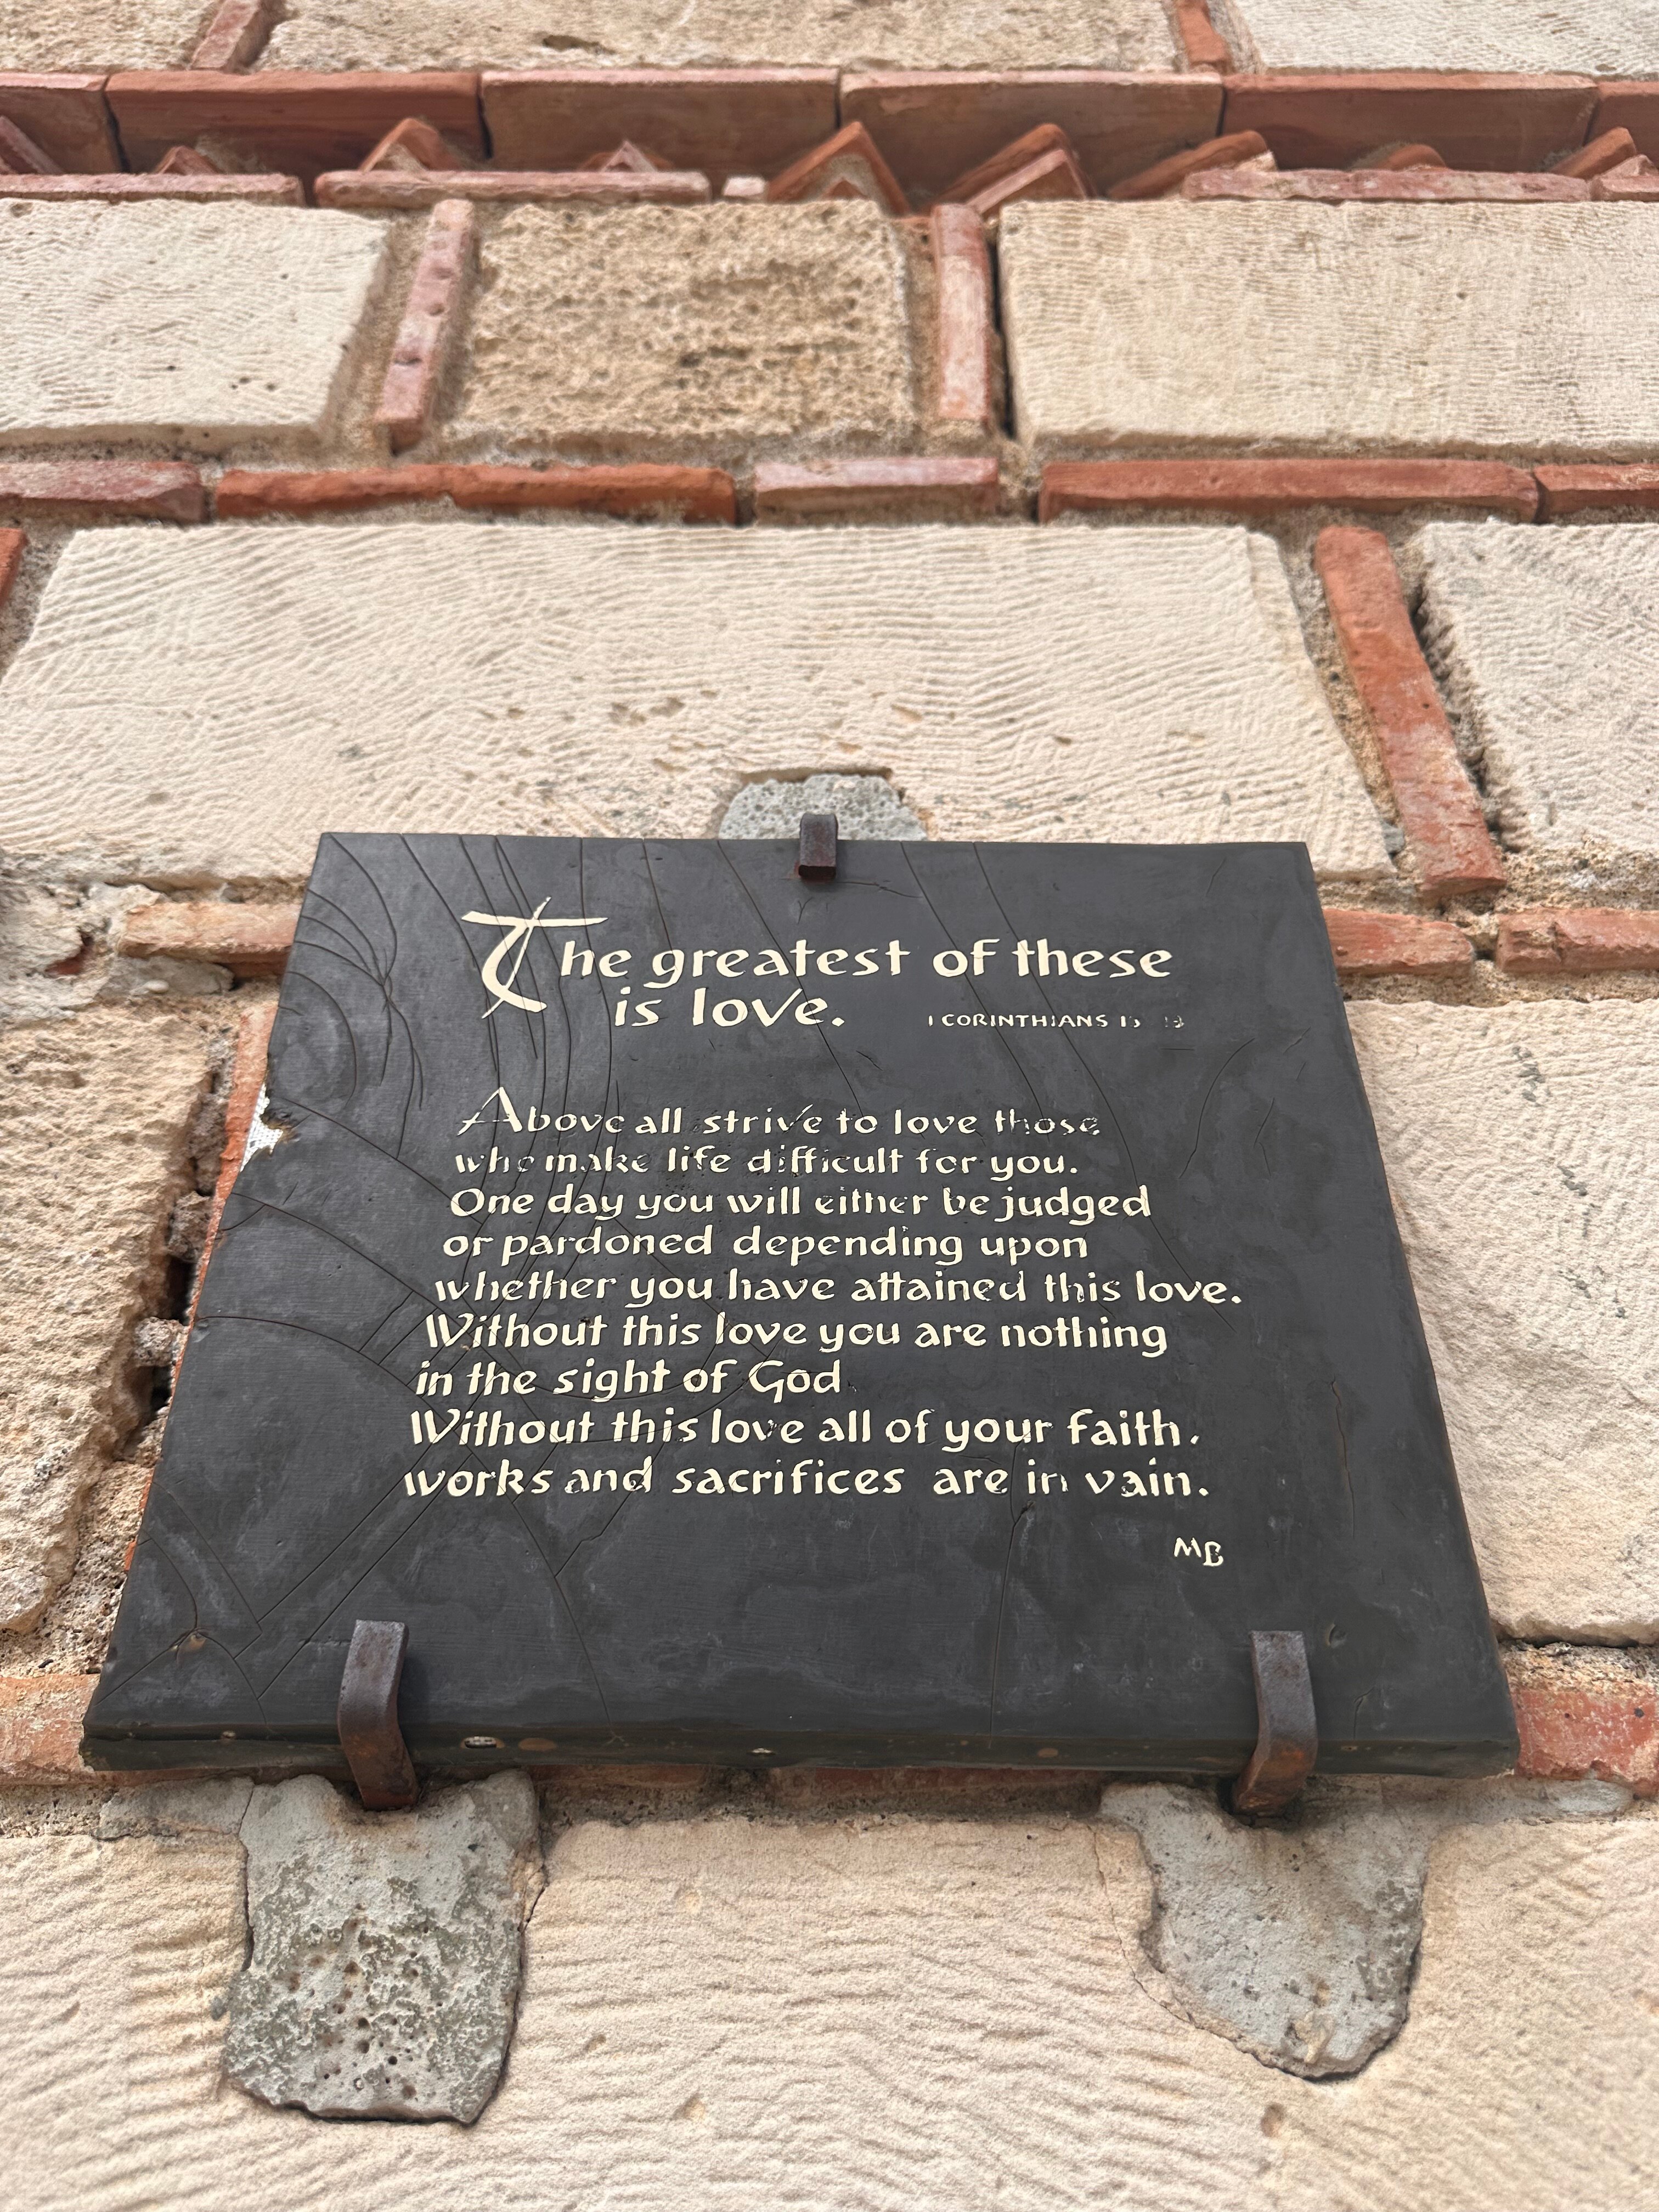 The greatest of these
is love. 1 CORINTHIANS 13 13
Above all strive to love those
who make life difficult for you.
One day you will either be judged
or pardoned depending upon
whether you have attained this love.
Without this love you are nothing
in the sight of God
Without this love all of your faith.
works and sacrifices are in vain.
MB